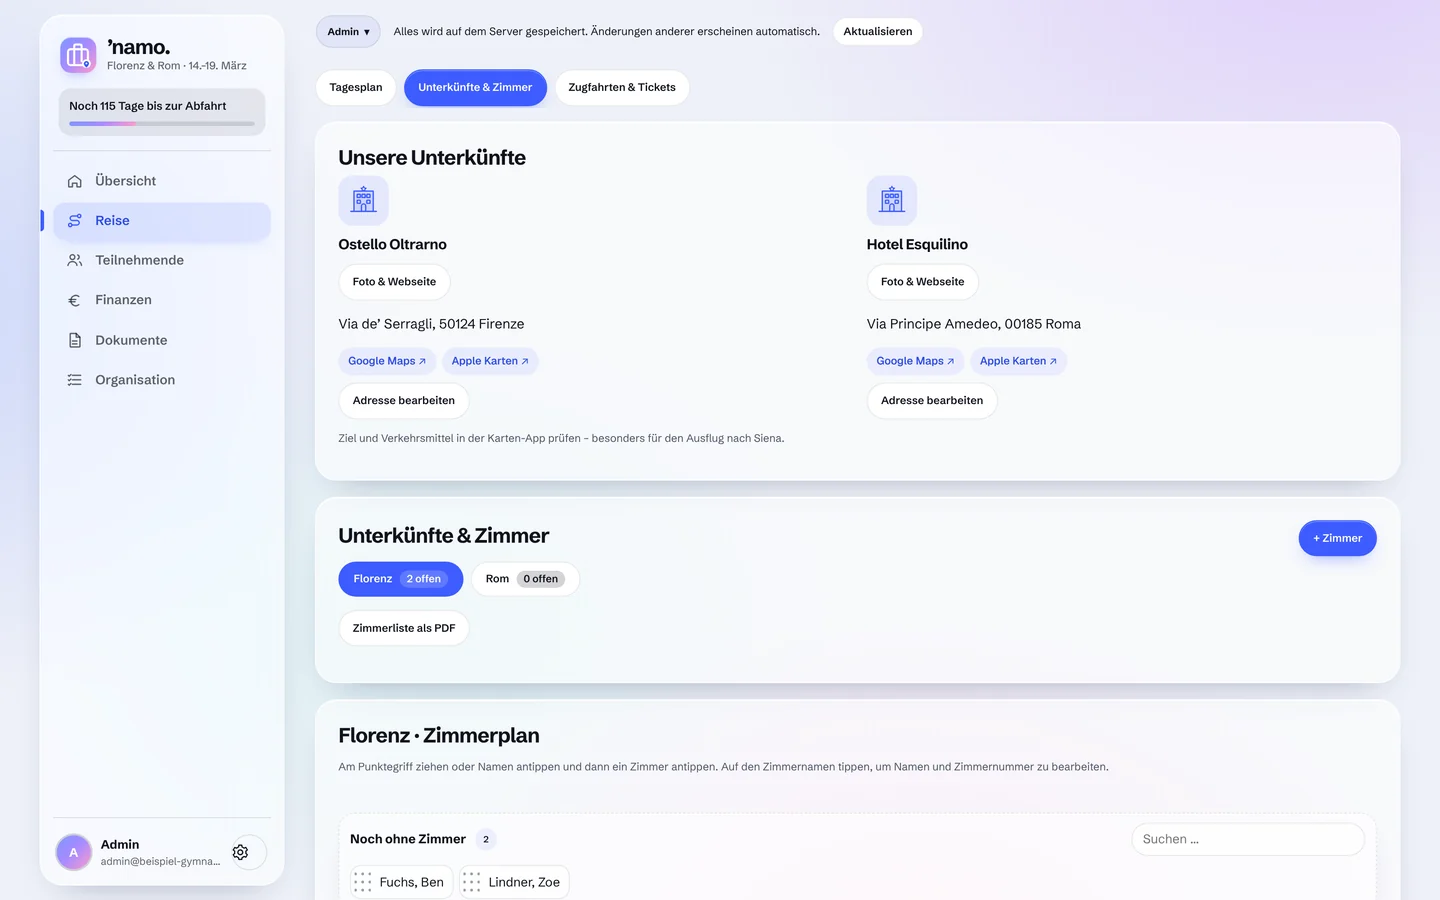 ’namo.
Florenz & Rom · 14.–19. März
Noch 115 Tage bis zur Abfahrt
Übersicht
Reise
Teilnehmende
Finanzen
Dokumente
Organisation
A
Admin
admin@beispiel-gymna...
Admin ▾
Alles wird auf dem Server gespeichert. Änderungen anderer erscheinen automatisch.
Aktualisieren
Tagesplan
Unterkünfte & Zimmer
Zugfahrten & Tickets
Unsere Unterkünfte
Ostello Oltrarno
Foto & Webseite
Via de’ Serragli, 50124 Firenze
Google Maps ↗
Apple Karten ↗
Adresse bearbeiten
Hotel Esquilino
Foto & Webseite
Via Principe Amedeo, 00185 Roma
Google Maps ↗
Apple Karten ↗
Adresse bearbeiten
Ziel und Verkehrsmittel in der Karten-App prüfen – besonders für den Ausflug nach Siena.
Unterkünfte & Zimmer
+ Zimmer
Florenz 2 offen
Rom 0 offen
Zimmerliste als PDF
Florenz · Zimmerplan
Am Punktegriff ziehen oder Namen antippen und dann ein Zimmer antippen. Auf den Zimmernamen tippen, um Namen und Zimmernummer zu bearbeiten.
Noch ohne Zimmer 2
Suchen ...
Fuchs, Ben
Lindner, Zoe